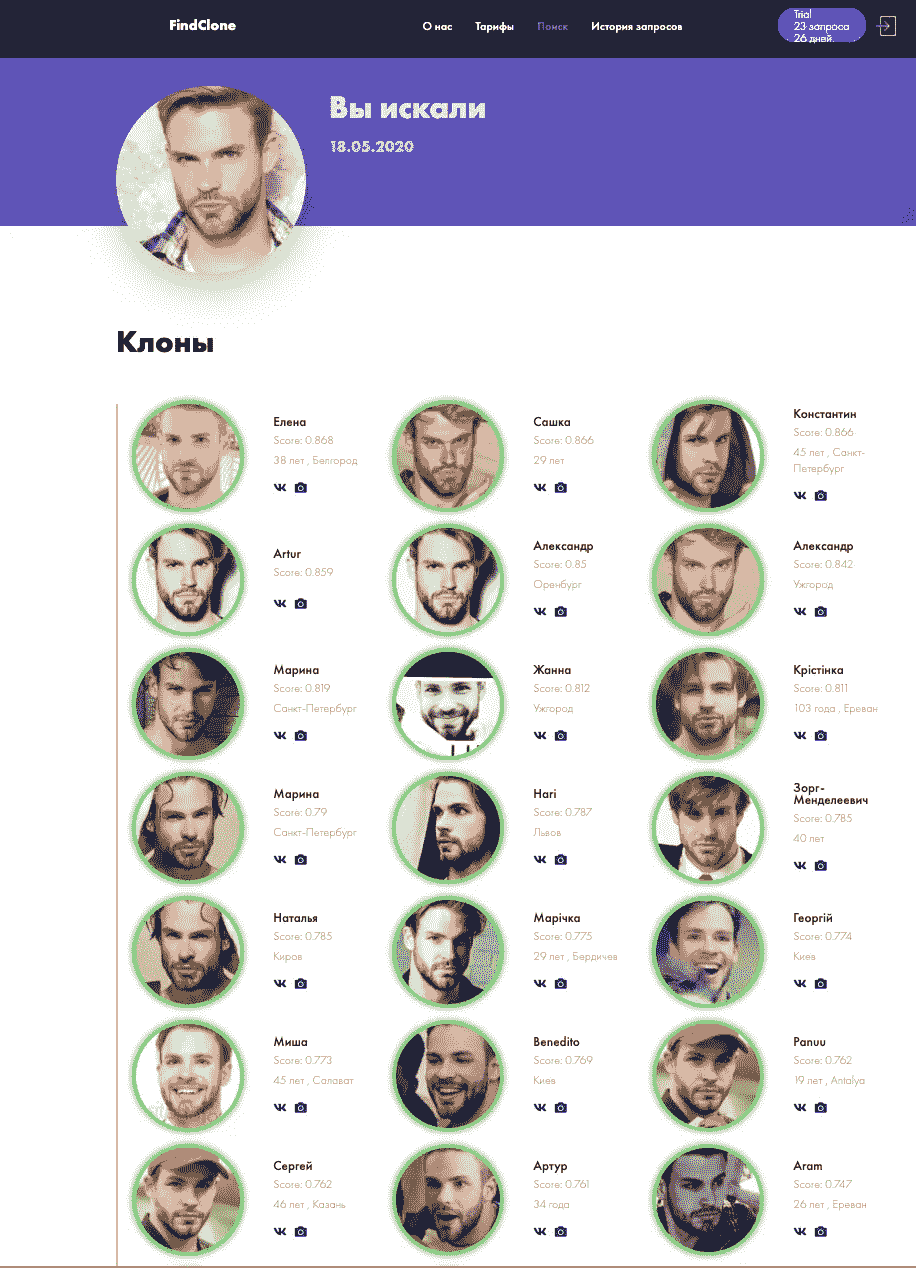 FindClone
О нас
Тарифы
Поиск
История запросов
Trial
23 запроса
26 дней.
Вы искали
18.05.2020
Клоны
Елена
Score: 0.868
38 лет , Белгород
Сашка
Score: 0.866
29 лет
Константин
Score: 0.866
45 лет , Санкт-
Петербург
Artur
Score: 0.859
Александр
Score: 0.85
Оренбург
Александр
Score: 0.842
Ужгород
Марина
Score: 0.819
Санкт-Петербург
Жанна
Score: 0.812
Ужгород
Крістінка
Score: 0.811
103 года , Ереван
Марина
Score: 0.79
Санкт-Петербург
Hari
Score: 0.787
Львов
Зорг-
Менделеевич
Score: 0.785
40 лет
Наталья
Score: 0.785
Киров
Марічка
Score: 0.775
29 лет , Бердичев
Георгій
Score: 0.774
Киев
Миша
Score: 0.773
45 лет , Салават
Benedito
Score: 0.769
Киев
Panuu
Score: 0.762
19 лет , Antalya
Сергей
Score: 0.762
46 лет , Казань
Артур
Score: 0.761
34 года
Aram
Score: 0.747
26 лет , Ереван